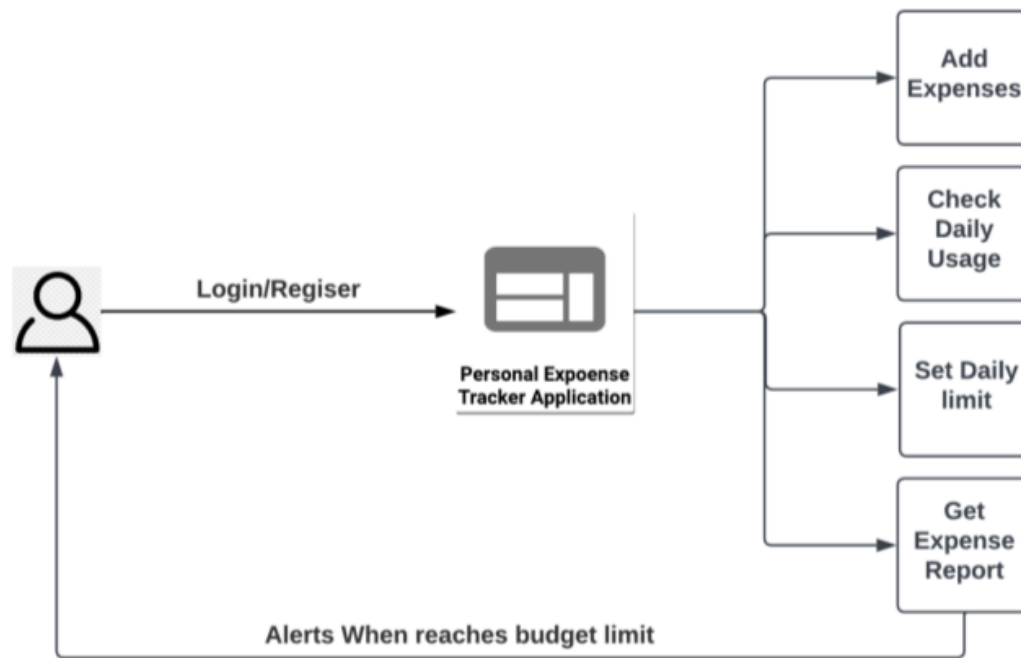 Add
Expenses
Check
Daily
Usage
Login/Regiser
Personal Expoense
Tracker Application
Set Daily
limit
Get
Expense
Report
Alerts When reaches budget limit